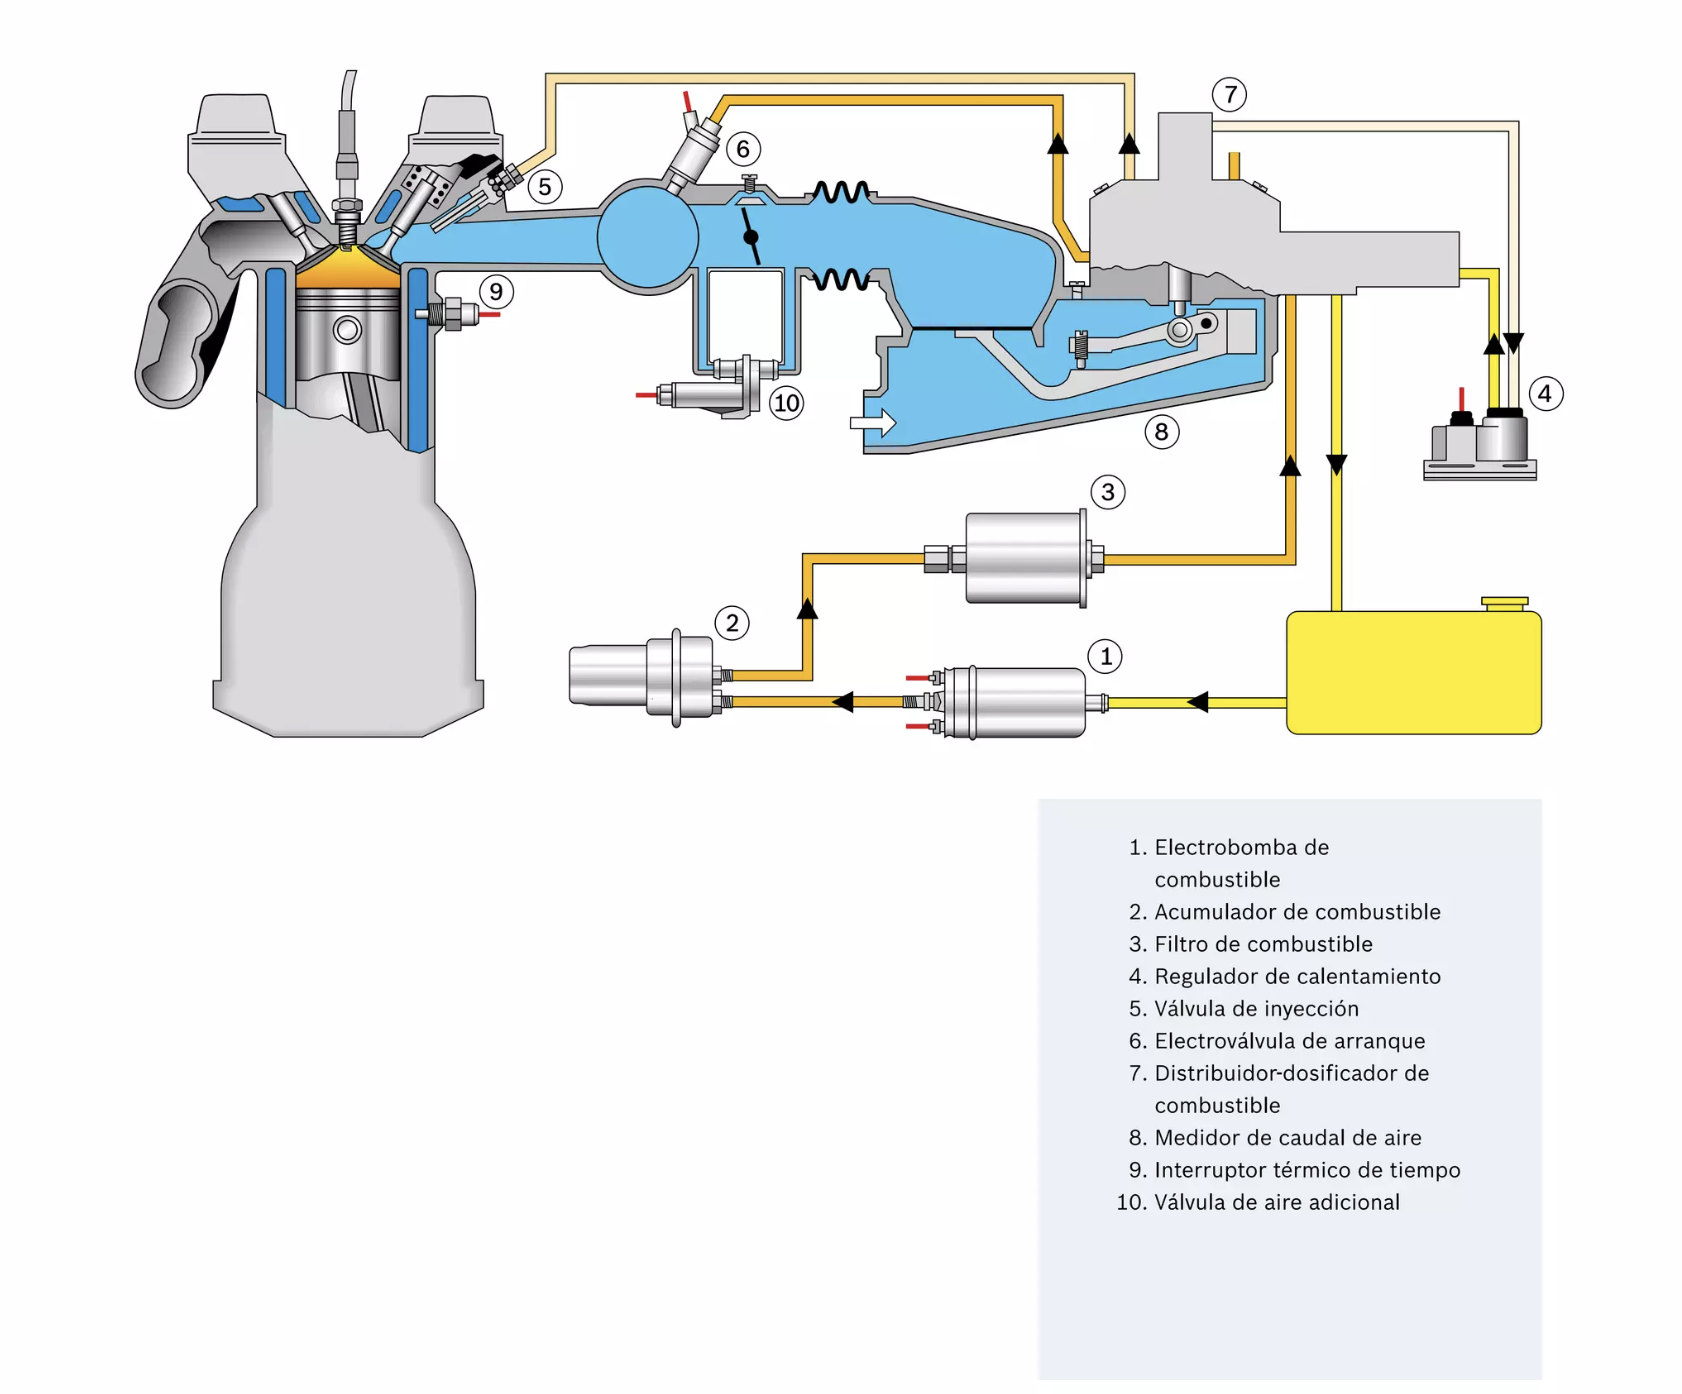 7
6
5
9
4
10
8
3
2
1
1. Electrobomba de
combustible
2. Acumulador de combustible
3. Filtro de combustible
4. Regulador de calentamiento
5. Válvula de inyección
6. Electroválvula de arranque
7. Distribuidor-dosificador de
combustible
8. Medidor de caudal de aire
9. Interruptor térmico de tiempo
10. Válvula de aire adicional